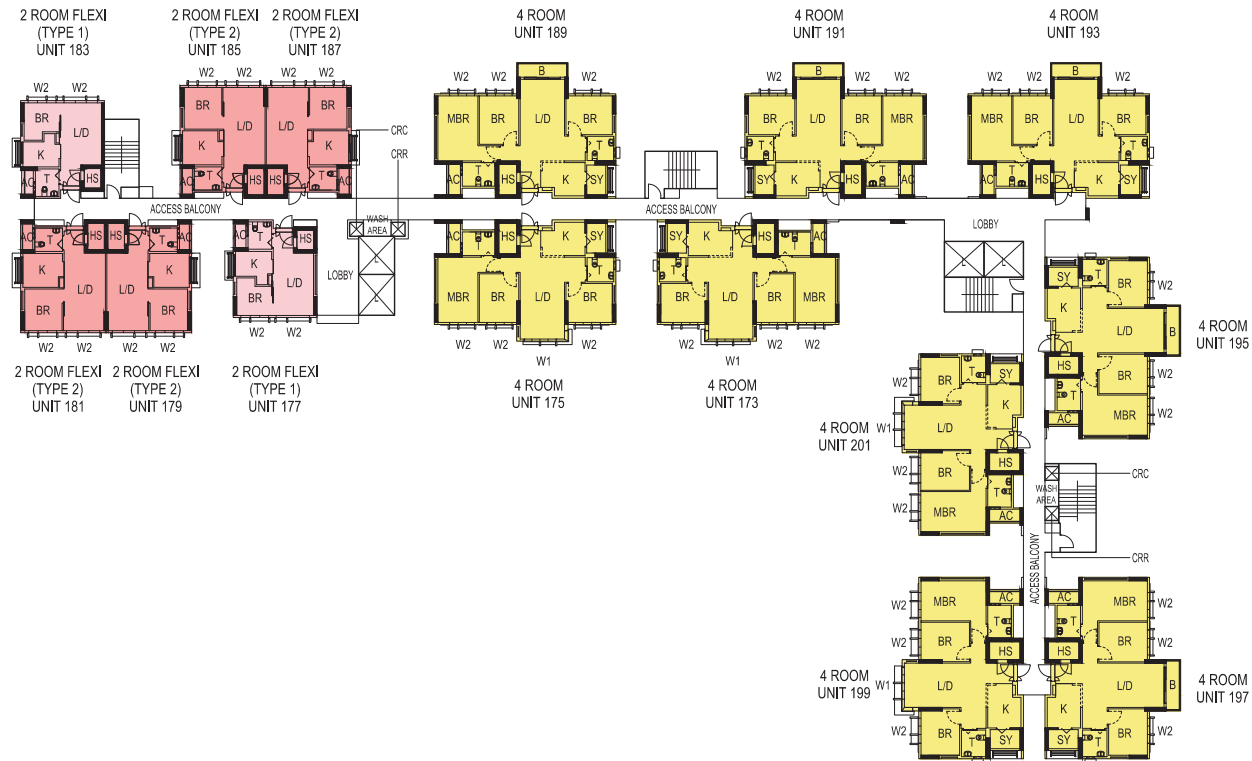 2 ROOM FLEXI
(TYPE 1)
UNIT 183
2 ROOM FLEXI
(TYPE 2)
UNIT 185
2 ROOM FLEXI
(TYPE 2)
UNIT 187
4 ROOM
UNIT 189
4 ROOM
UNIT 191
4 ROOM
UNIT 193
W2 W2
BR
L/D
K
T
HS
AC
W2 W2 W2 W2
BR
L/D
L/D
BR
K
K
T
HS
HS
T
AC
AC
CRC
CRR
W2 W2 B W2
MBR
BR
L/D
BR
T
T
AC
HS
K
SY
W2 B W2 W2
BR
L/D
BR
MBR
T
T
SY
K
HS
AC
W2 W2 B W2
MBR
BR
L/D
BR
T
T
AC
HS
K
SY
ACCESS BALCONY
ACCESS BALCONY
WASH
AREA
LOBBY
L
L
LOBBY
L
L
AC
T
HS
HS
T
AC
K
L/D
L/D
K
BR
BR
W2 W2 W2 W2
AC
T
HS
K
L/D
BR
W2 W2
2 ROOM FLEXI
(TYPE 2)
UNIT 181
2 ROOM FLEXI
(TYPE 2)
UNIT 179
2 ROOM FLEXI
(TYPE 1)
UNIT 177
AC
T
HS
K
SY
T
MBR
BR
L/D
BR
W2 W2 W1 W2
4 ROOM
UNIT 175
SY
K
HS
T
AC
T
BR
L/D
BR
MBR
W2 W1 W2 W2
4 ROOM
UNIT 173
SY
T
BR
W2
K
L/D
B
HS
BR
W2
T
MBR
W2
AC
4 ROOM
UNIT 195
W2
BR
T
SY
K
W1
L/D
HS
W2
BR
T
W2
MBR
AC
4 ROOM
UNIT 201
CRC
WASH
AREA
CRR
ACCESS BALCONY
W2
MBR
AC
T
W2
BR
HS
W1
L/D
K
W2
BR
T
SY
4 ROOM
UNIT 199
AC
MBR
W2
T
BR
W2
HS
L/D
B
K
SY
T
BR
W2
4 ROOM
UNIT 197